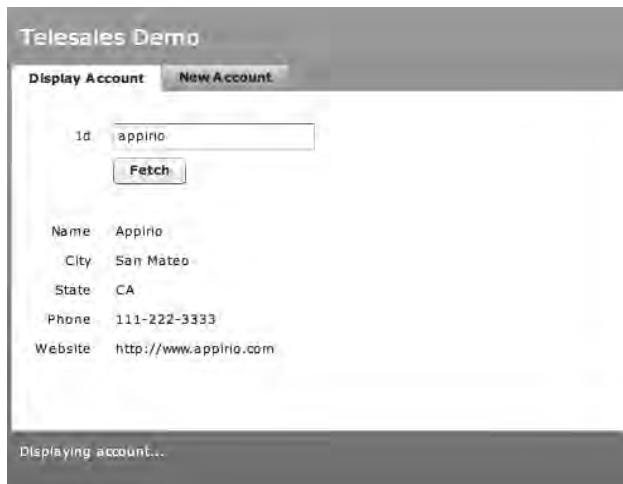 Telesales Demo
Display Account New Account
Id appirio
Fetch
Name Appirio
City San Mateo
State CA
Phone 111-222-3333
Website http://www.appirio.com
Displaying account...